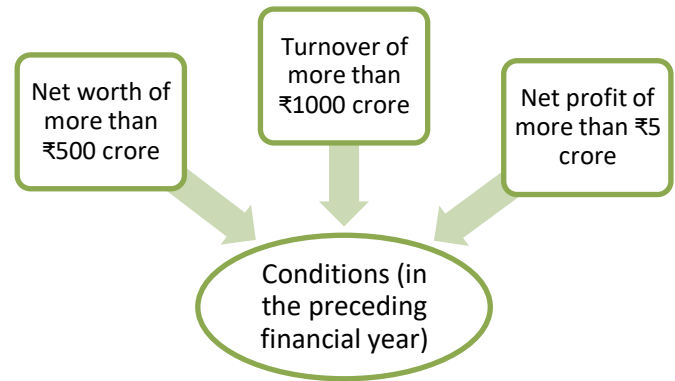 Net worth of
more than
₹500 crore
Turnover of
more than
₹1000 crore
Net profit of
more than ₹5
crore
Conditions (in
the preceding
financial year)